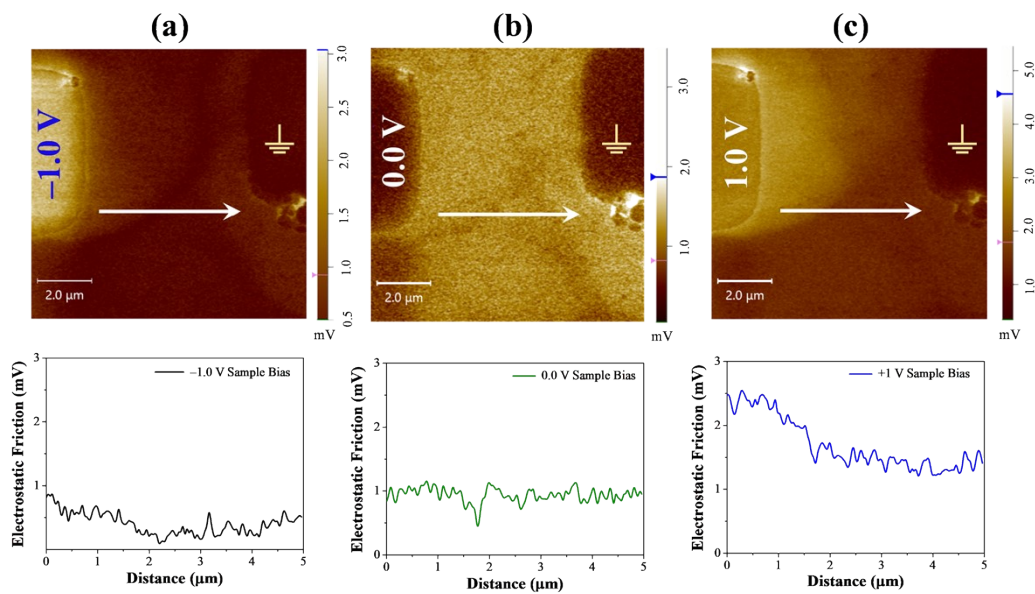 (a)
(b)
(c)
–1.0 V
2.0 µm
3.0
2.5
2.0
1.5
1.0
0.5
mV
0.0 V
2.0 µm
3.0
2.0
1.0
mV
1.0 V
2.0 µm
5.0
4.0
3.0
2.0
1.0
mV
Electrostatic Friction (mV)
3
2
1
0
–1.0 V Sample Bias
0 1 2 3 4 5
Distance (µm)
Electrostatic Friction (mV)
3
2
1
0
0.0 V Sample Bias
0 1 2 3 4 5
Distance (µm)
Electrostatic Friction (mV)
3
2
1
0
+1 V Sample Bias
0 1 2 3 4 5
Distance (µm)